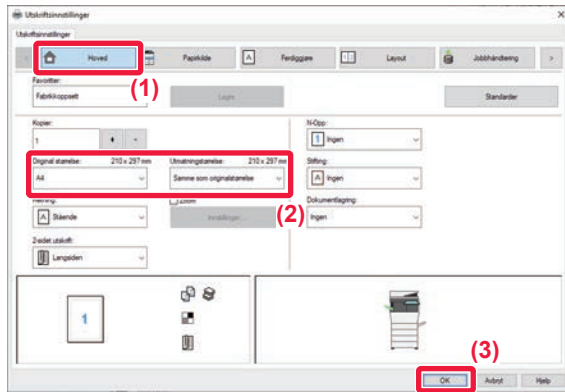 Utskriftsinnstillinger
Utskriftsinnstillinger
Hoved
Papirkilde
A
Ferdiggjøre
Layout
Jobbhåndtering
(1)
Favoritter:
Fabrikkoppsett
Lagre
Standarder
Kopier:
1
+ -
N-Opp:
1 Ingen
Original størrelse: 210 x 297 mm
A4
Utmatningstørrelse: 210 x 297 mm
Samme som originalstørrelse
Stifting:
A Ingen
(2)
Retning:
A Stående
Zoom
Innstillinger...
Dokumentlagring:
Ingen
2-sidet utskrift:
Langsiden
1
(3)
OK
Avbryt
Hjelp